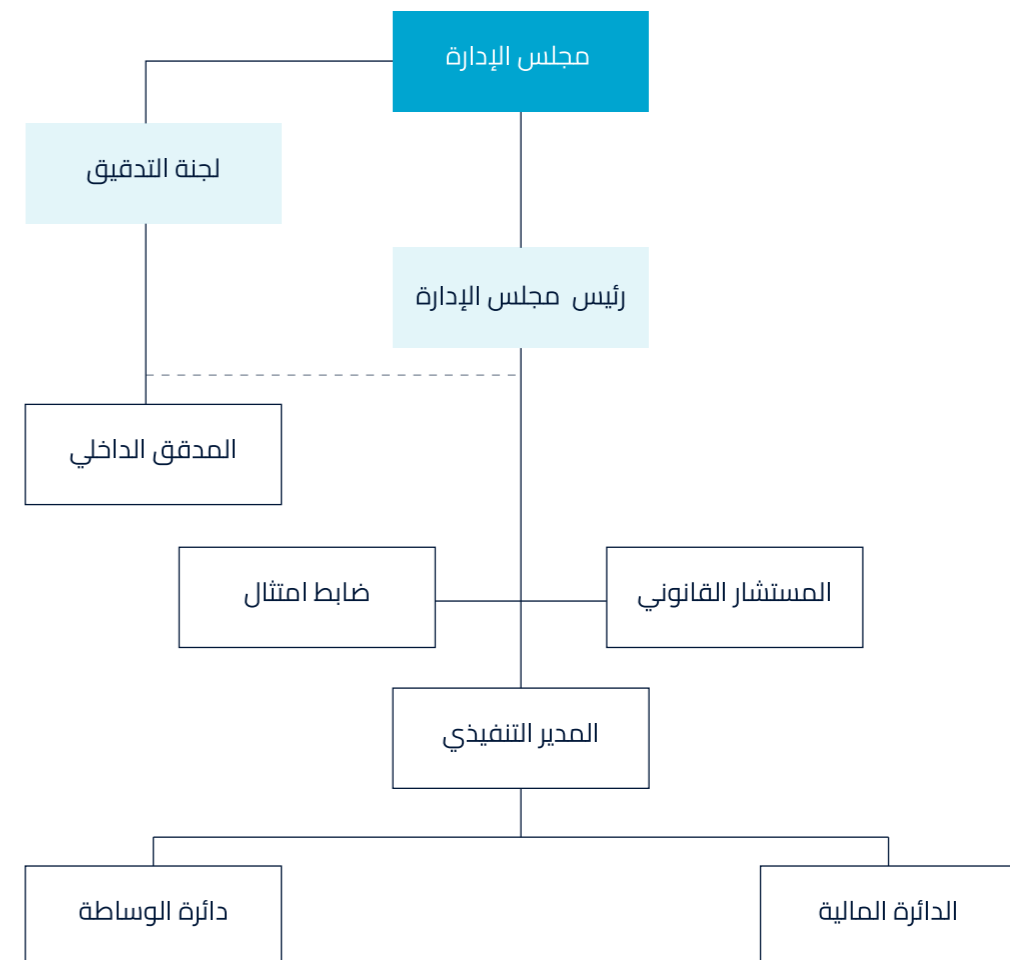 مجلس الإدارة
لجنة التدقيق
رئيس مجلس الإدارة
المدقق الداخلي
المستشار القانوني
ضابط امتثال
المدير التنفيذي
الدائرة المالية
دائرة الوساطة